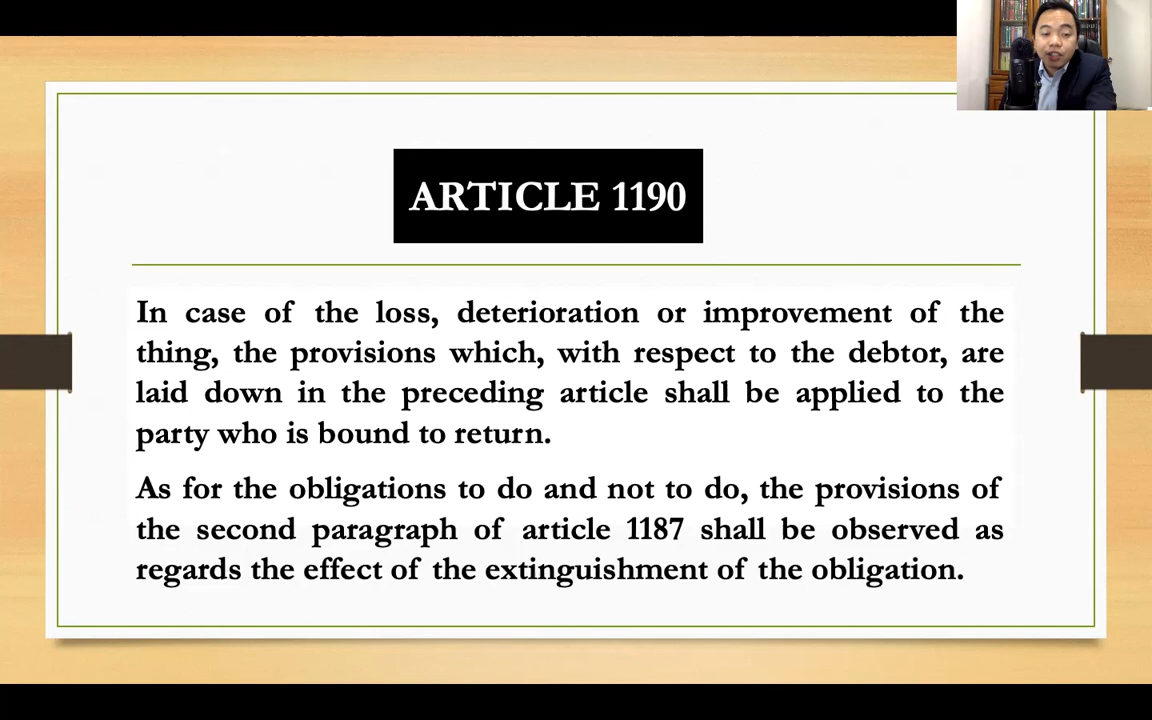 ARTICLE 1190
In case of the loss, deterioration or improvement of the
thing, the provisions which, with respect to the debtor, are
laid down in the preceding article shall be applied to the
party who is bound to return.
As for the obligations to do and not to do, the provisions of
the second paragraph of article 1187 shall be observed as
regards the effect of the extinguishment of the obligation.